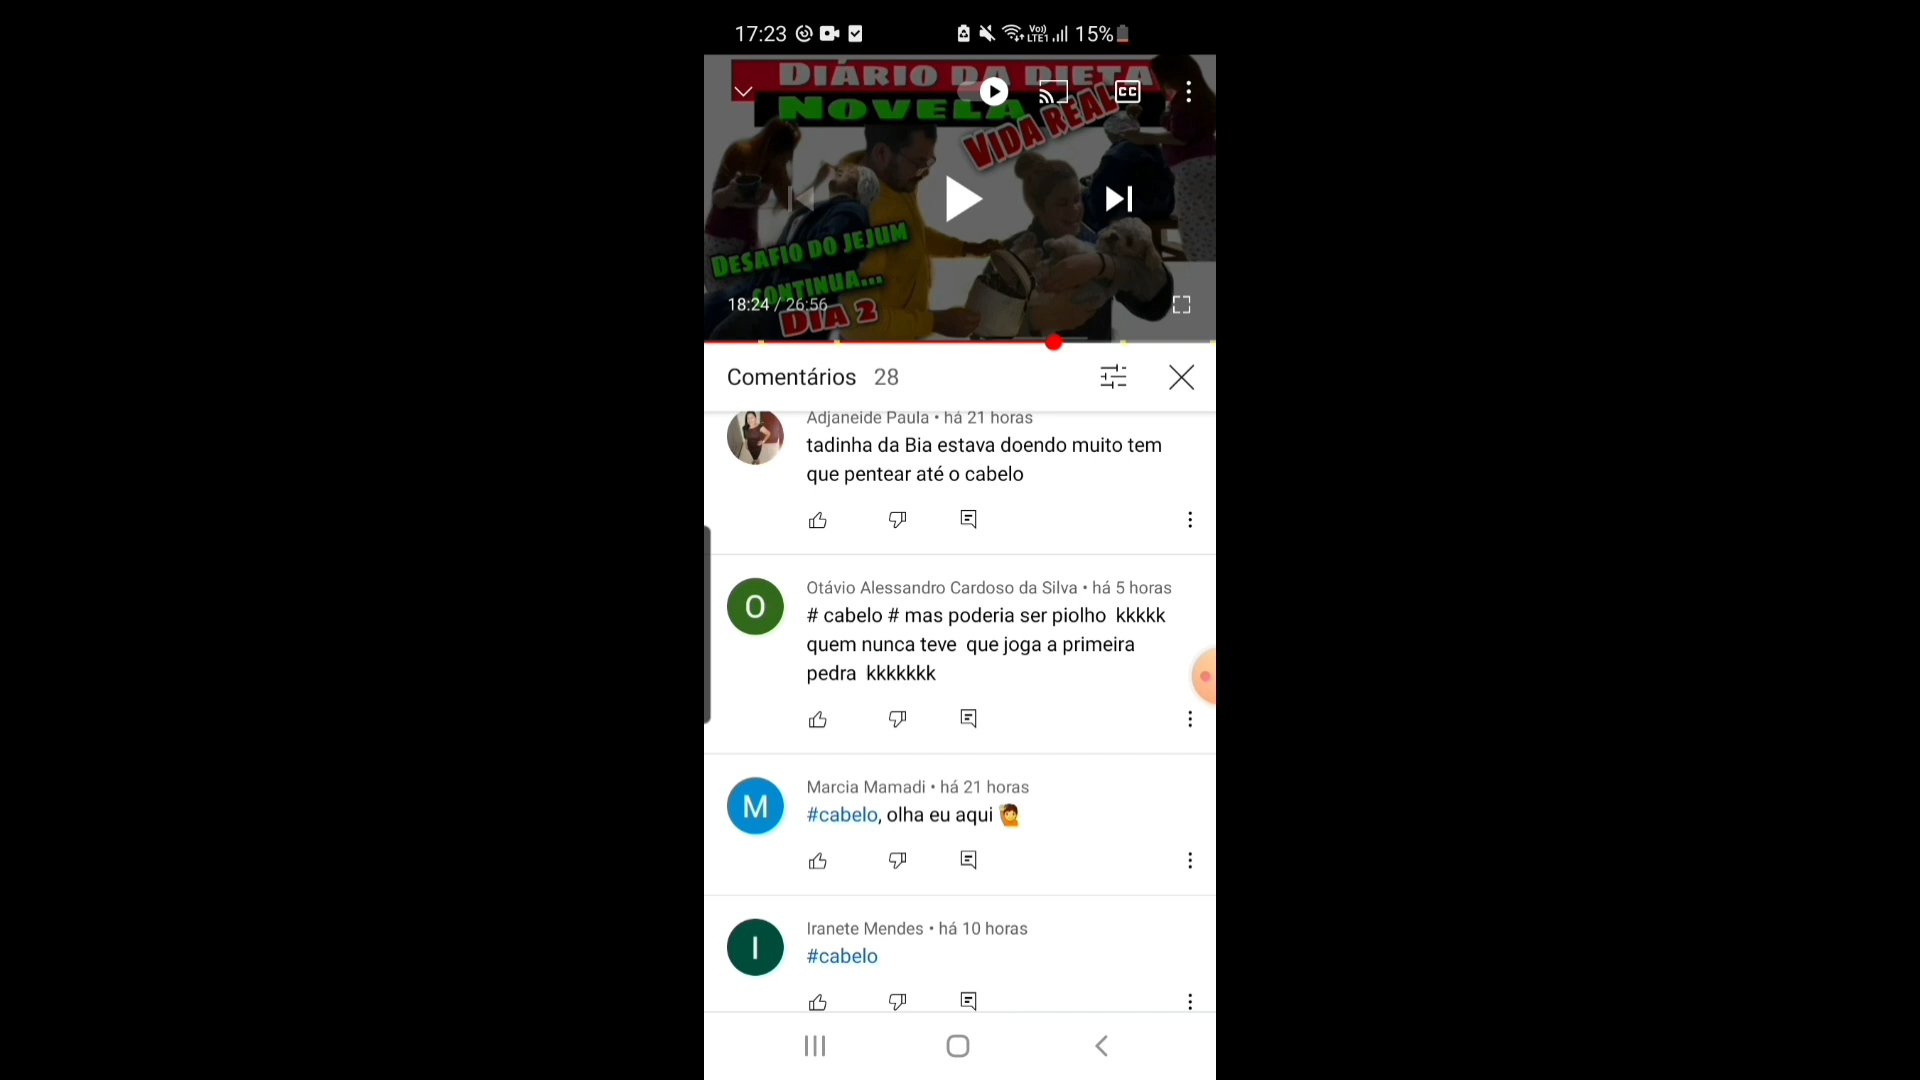 17:23 Vo)) LTE1 15%
DIÁRIO DA DIETA
NOVELA
VIDA REAL
CC
DESAFIO DO JEJUM
CONTINUA...
18:24 / 26:56
DIA 2
Comentários 28
Adjaneide Paula • há 21 horas
tadinha da Bia estava doendo muito tem
que pentear até o cabelo
O
Otávio Alessandro Cardoso da Silva • há 5 horas
# cabelo # mas poderia ser piolho kkkkk
quem nunca teve que joga a primeira
pedra kkkkkkk
M
Marcia Mamadi • há 21 horas
#cabelo, olha eu aqui 🙋
I
Iranete Mendes • há 10 horas
#cabelo